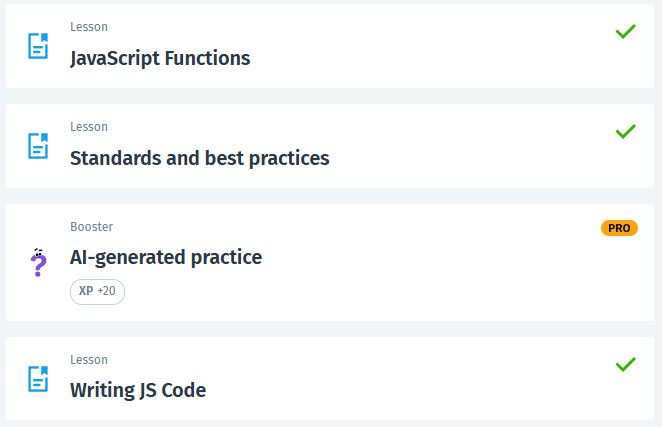 Lesson
JavaScript Functions
Lesson
Standards and best practices
Booster
PRO
AI-generated practice
XP +20
Lesson
Writing JS Code